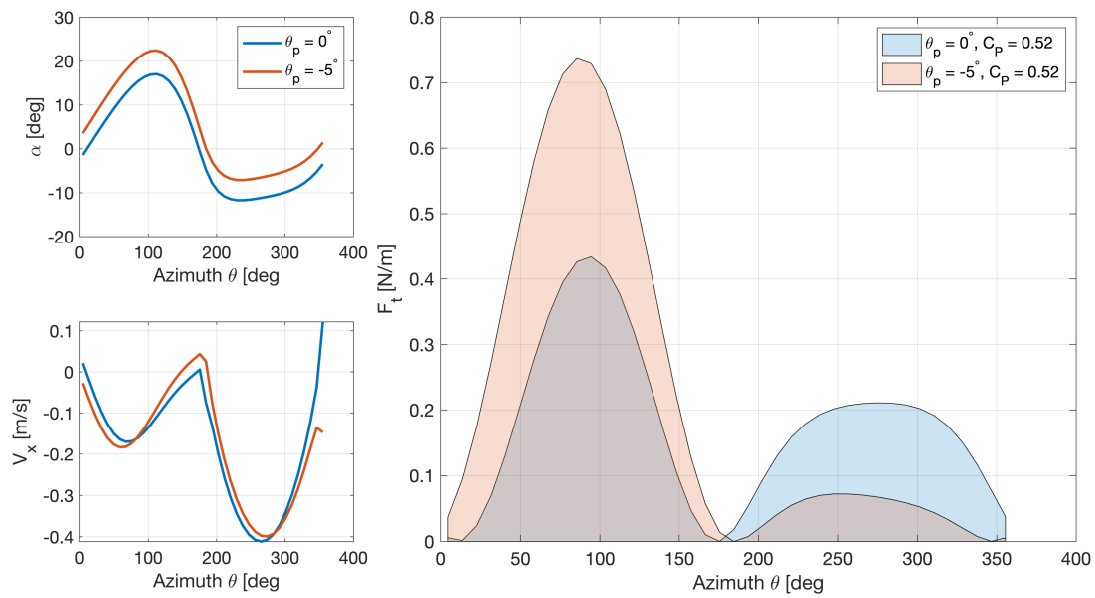 30
20
10
0
-10
-20
α [deg]
0 100 200 300 400
Azimuth θ [deg
θp = 0°
θp = -5°
0.1
0
-0.1
-0.2
-0.3
-0.4
Vx [m/s]
0 100 200 300 400
Azimuth θ [deg
0.8
0.7
0.6
0.5
0.4
0.3
0.2
0.1
0
Ft [N/m]
0 50 100 150 200 250 300 350 400
Azimuth θ [deg
θp = 0°, CP = 0.52
θp = -5°, CP = 0.52